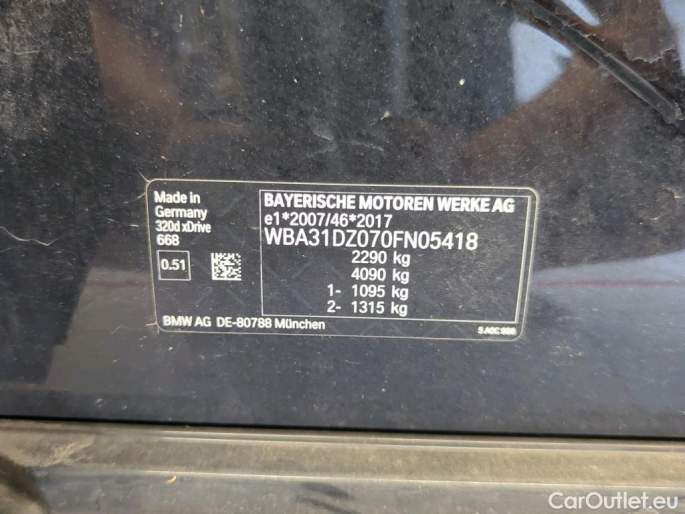 Made in
Germany
320d xDrive
668
0.51
BMW AG DE-80788 München
BAYERISCHE MOTOREN WERKE AG
e1*2007/46*2017
WBA31DZ070FN05418
2290 kg
4090 kg
1- 1095 kg
2- 1315 kg
CarOutlet.eu